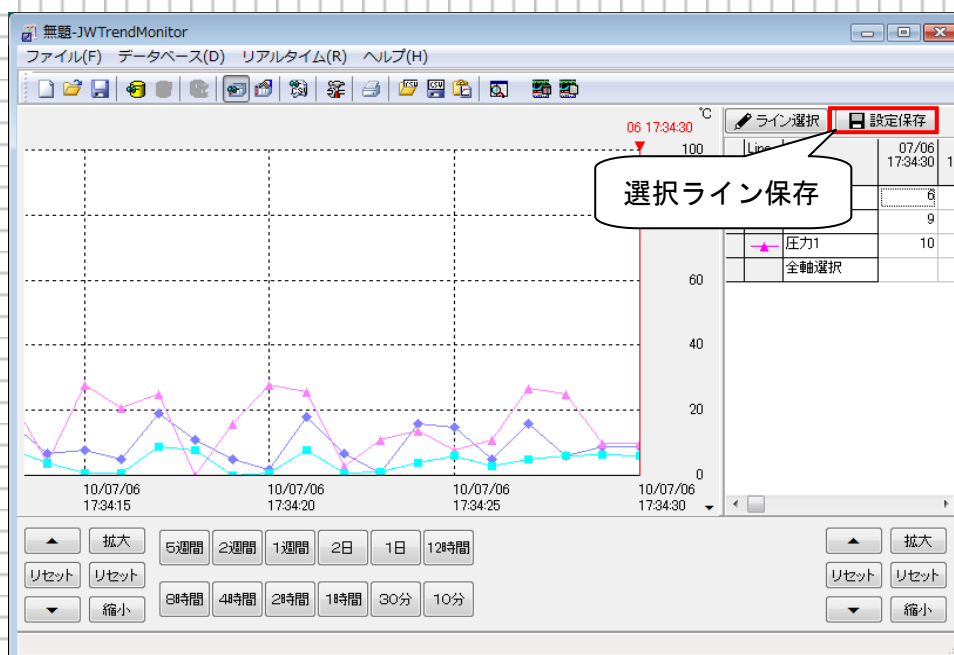 無題-JWTrendMonitor
ファイル(F) データベース(D) リアルタイム(R) ヘルプ(H)
CSV CSV
℃
06 17:34:30
ライン選択 設定保存
選択ライン保存
Line
07/06
17:34:30
6
9
圧力1 10
全軸選択
100
60
40
20
0
10/07/06 10/07/06 10/07/06 10/07/06
17:34:15 17:34:20 17:34:25 17:34:30
拡大 5週間 2週間 1週間 2日 1日 12時間 拡大
リセット リセット リセット リセット
縮小 8時間 4時間 2時間 1時間 30分 10分 縮小